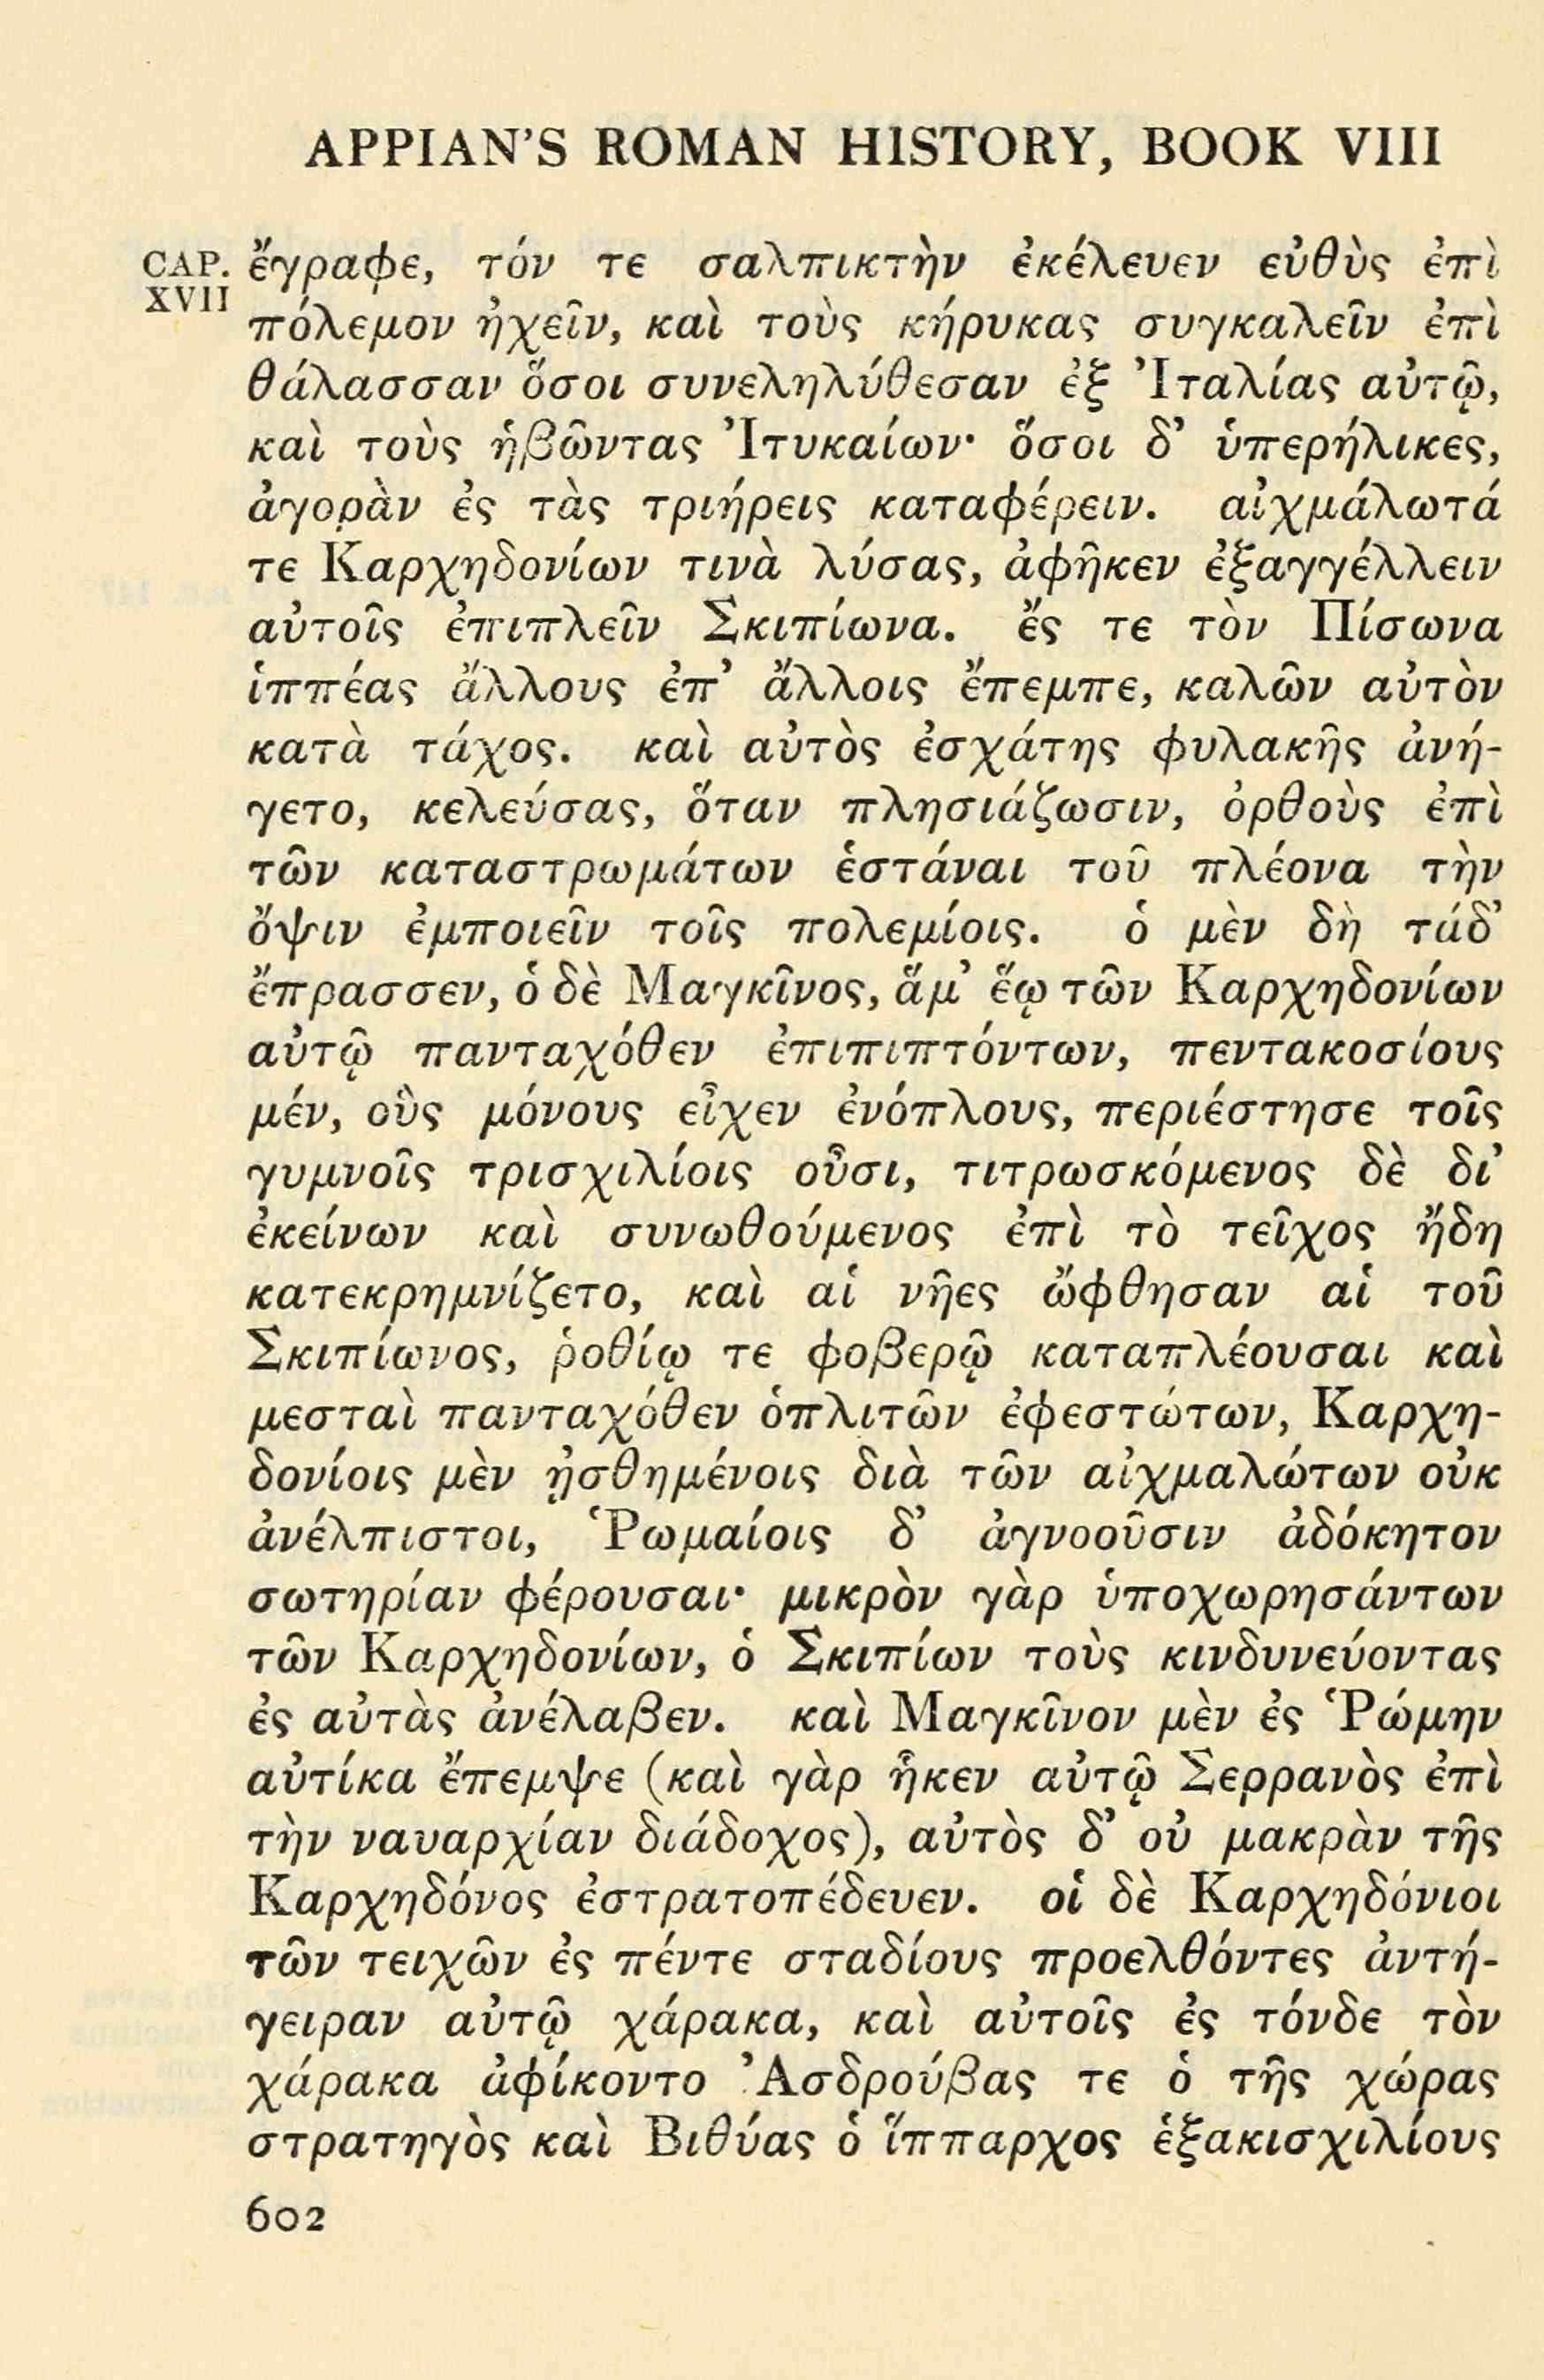 APPIAN'S ROMAN HISTORY, BOOK VIII
CAP. XVII
ἔγραφε, τόν τε σαλπικτὴν ἐκέλευεν εὐθὺς ἐπὶ
πόλεμον ἠχεῖν, καὶ τοὺς κήρυκας συγκαλεῖν ἐπὶ
θάλασσαν ὅσοι συνεληλύθεσαν ἐξ Ἰταλίας αὐτῷ,
καὶ τοὺς ἡβῶντας Ἰτυκαίων· ὅσοι δ' ὑπερήλικες,
ἀγορὰν ἐς τὰς τριήρεις καταφέρειν. αἰχμάλωτά
τε Καρχηδονίων τινὰ λύσας, ἀφῆκεν ἐξαγγέλλειν
αὐτοῖς ἐπιπλεῖν Σκιπίωνα. ἔς τε τὸν Πίσωνα
ἱππέας ἄλλους ἐπ' ἄλλοις ἔπεμπε, καλῶν αὐτὸν
κατὰ τάχος. καὶ αὐτὸς ἐσχάτης φυλακῆς ἀνή-
γετο, κελεύσας, ὅταν πλησιάζωσιν, ὀρθοὺς ἐπὶ
τῶν καταστρωμάτων ἑστάναι τοῦ πλέονα τὴν
ὄψιν ἐμποιεῖν τοῖς πολεμίοις. ὁ μὲν δὴ τάδ'
ἔπρασσεν, ὁ δὲ Μαγκῖνος, ἅμ' ἕῳ τῶν Καρχηδονίων
αὐτῷ πανταχόθεν ἐπιπιπτόντων, πεντακοσίους
μέν, οὓς μόνους εἶχεν ἐνόπλους, περιέστησε τοῖς
γυμνοῖς τρισχιλίοις οὖσι, τιτρωσκόμενος δὲ δι'
ἐκείνων καὶ συνωθούμενος ἐπὶ τὸ τεῖχος ἤδη
κατεκρημνίζετο, καὶ αἱ νῆες ὤφθησαν αἱ τοῦ
Σκιπίωνος, ῥοθίῳ τε φοβερῷ καταπλέουσαι καὶ
μεσταὶ πανταχόθεν ὁπλιτῶν ἐφεστώτων, Καρχη-
δονίοις μὲν ᾐσθημένοις διὰ τῶν αἰχμαλώτων οὐκ
ἀνέλπιστοι, Ῥωμαίοις δ' ἀγνοοῦσιν ἀδόκητον
σωτηρίαν φέρουσαι· μικρὸν γὰρ ὑποχωρησάντων
τῶν Καρχηδονίων, ὁ Σκιπίων τοὺς κινδυνεύοντας
ἐς αὐτὰς ἀνέλαβεν. καὶ Μαγκῖνον μὲν ἐς Ῥώμην
αὐτίκα ἔπεμψε (καὶ γὰρ ἧκεν αὐτῷ Σερρανὸς ἐπὶ
τὴν ναυαρχίαν διάδοχος), αὐτὸς δ' οὐ μακρὰν τῆς
Καρχηδόνος ἐστρατοπέδευεν. οἱ δὲ Καρχηδόνιοι
τῶν τειχῶν ἐς πέντε σταδίους προελθόντες ἀντή-
γειραν αὐτῷ χάρακα, καὶ αὐτοῖς ἐς τόνδε τὸν
χάρακα ἀφίκοντο Ἀσδρούβας τε ὁ τῆς χώρας
στρατηγὸς καὶ Βιθύας ὁ ἵππαρχος ἑξακισχιλίους
602